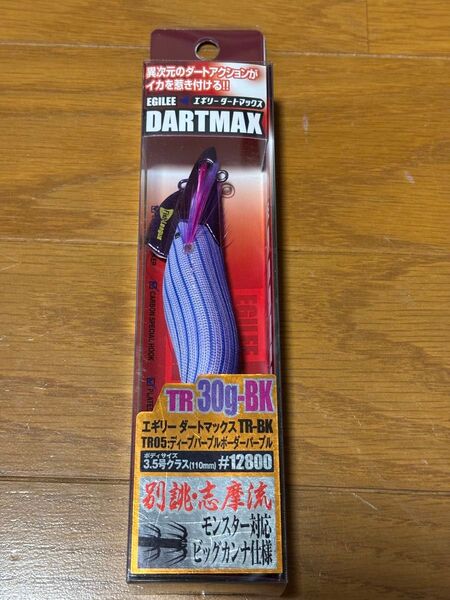 異次元のダートアクションが
イカを惹き付ける!!
EGILEE エギリーダートマックス
DARTMAX
CARBON SPECIAL HOOK
EGILEE
TR 30g-BK
エギリー ダートマックス TR-BK
TR05:ディープパープルボーダーパープル
ボディサイズ
3.5号クラス(110mm) #12800
別誂・志摩流
モンスター対応
ビッグカンナ仕様